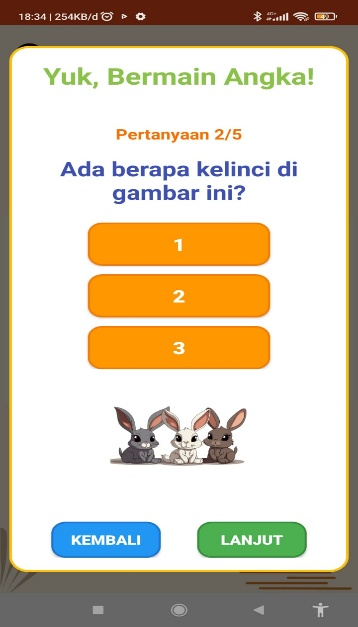 18:34 | 254KB/d
Yuk, Bermain Angka!
Pertanyaan 2/5
Ada berapa kelinci di
gambar ini?
1
2
3
KEMBALI
LANJUT